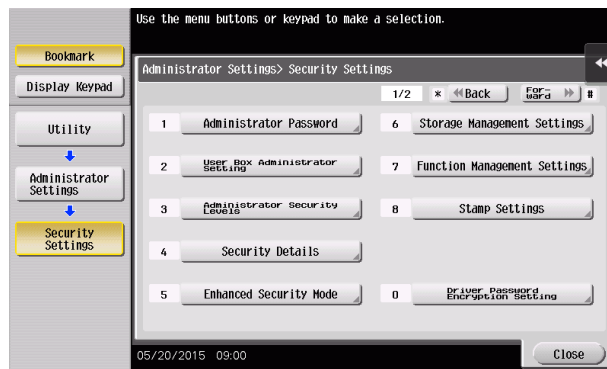 Use the menu buttons or keypad to make a selection.
Bookmark
Display Keypad
Utility
Administrator
Settings
Security
Settings
Administrator Settings> Security Settings
1/2 * Back For-
ward #
1 Administrator Password
2 User Box Administrator
Setting
3 Administrator Security
Levels
4 Security Details
5 Enhanced Security Mode
6 Storage Management Settings
7 Function Management Settings
8 Stamp Settings
0 Driver Password
Encryption Setting
05/20/2015 09:00
Close